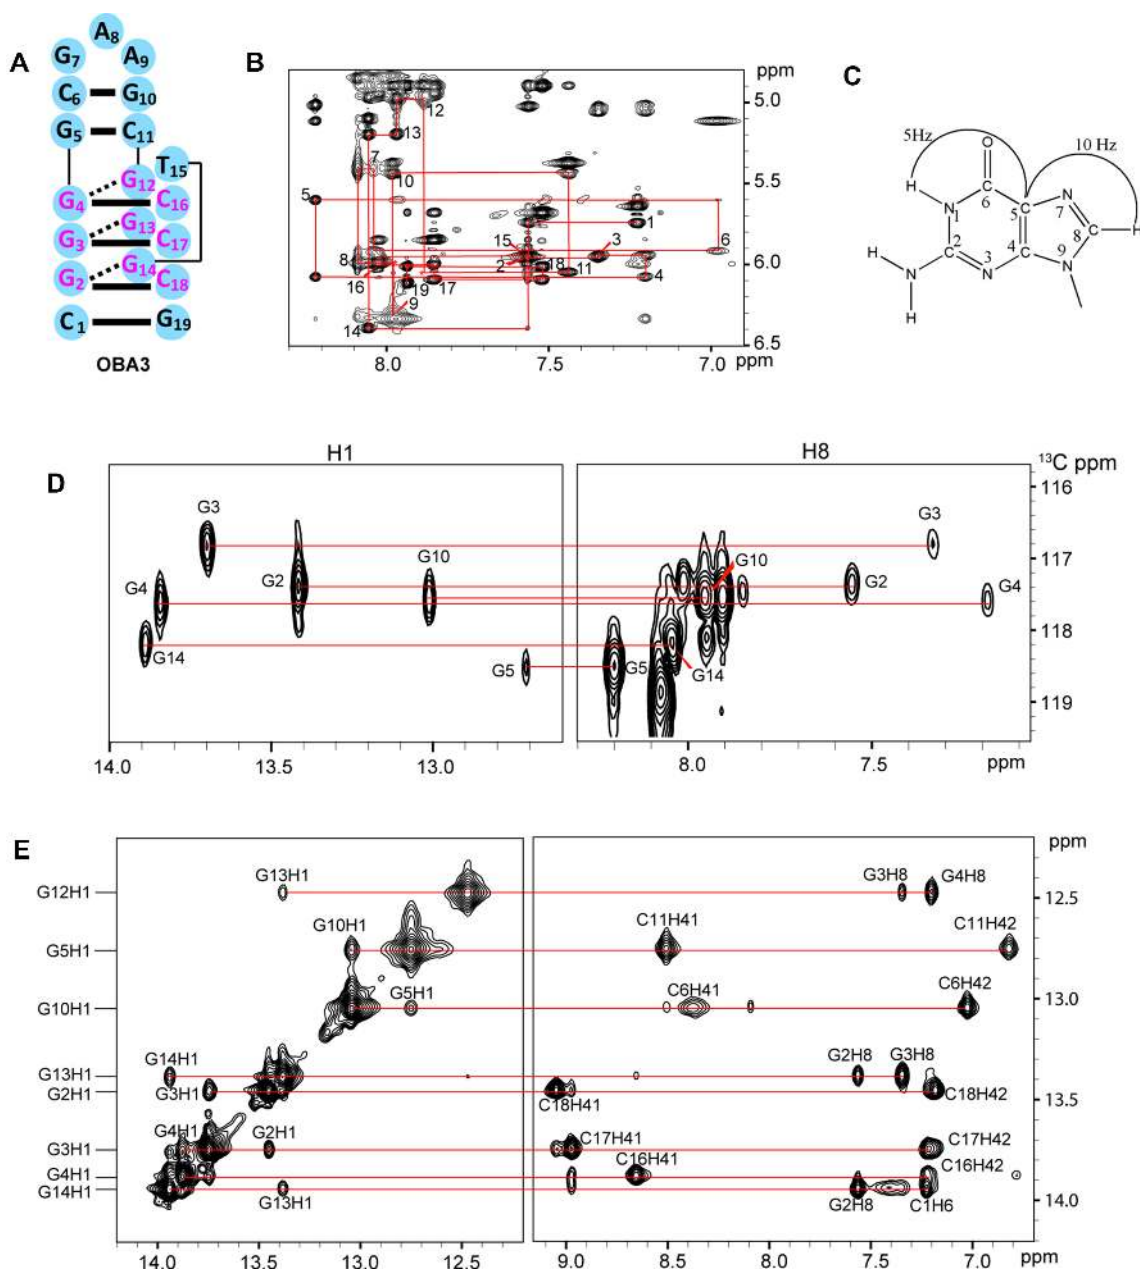 A
A8
G7 A9
C6 G10
G5 C11
T15
G12
G4 C16
G13
G3 C17
G14
G2 C18
C1 G19
OBA3
B
ppm
5.0
12
13
7
10
5.5
5
1
15 3 6
8
6.0
16 2 18 11 4
19 17
9
14
6.5
8.0 7.5 7.0 ppm
C
5Hz
10 Hz
O
H
N
1
6
5
N
7
2
4
8
H
3
N
9
N
H N
H
D
H1
H8
13C ppm
116
G3
G3
117
G10
G10
G4 G2
G2
G4
118
G14
G5
G5 G14
119
14.0 13.5 13.0
8.0 7.5 ppm
E
ppm
G12H1
G13H1
G3H8
G4H8
12.5
G5H1
G10H1
C11H41
C11H42
G10H1
G5H1
C6H41
C6H42
13.0
G13H1
G14H1
G2H8
G3H8
G2H1
G3H1
C18H41
C18H42
13.5
G3H1
G4H1
G2H1
C17H41
C17H42
G4H1
C16H41
C16H42
G14H1
G13H1
G2H8
C1H6
14.0
14.0 13.5 13.0 12.5
9.0 8.5 8.0 7.5 7.0 ppm